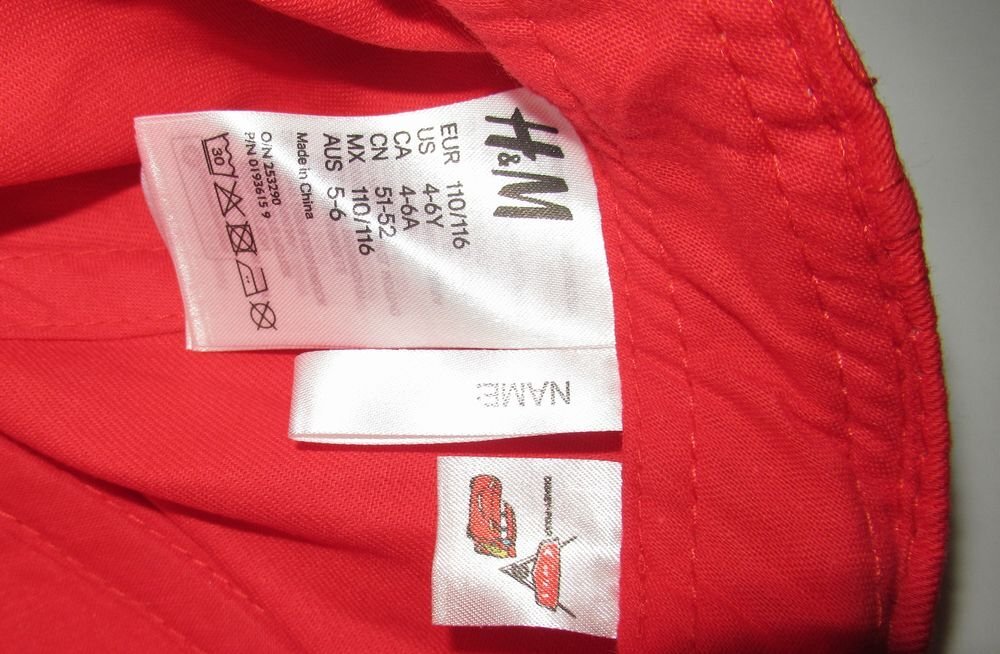 H&M
EUR 110/116
US 4-6Y
CA 4-6A
CN 51-52
MX 110/116
AUS 5-6
Made in China
O/N 253290
P/N 0193615 9
30
NAME: